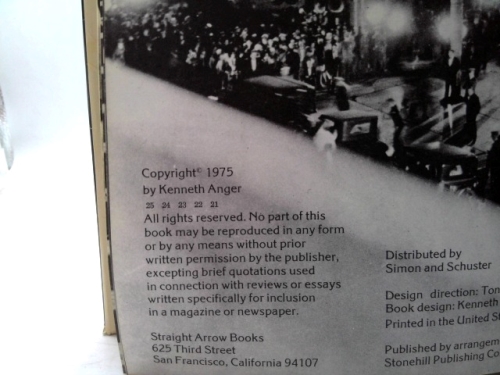 Copyright© 1975
by Kenneth Anger
25 24 23 22 21
All rights reserved. No part of this
book may be reproduced in any form
or by any means without prior
written permission by the publisher,
excepting brief quotations used
in connection with reviews or essays
written specifically for inclusion
in a magazine or newspaper.
Straight Arrow Books
625 Third Street
San Francisco, California 94107
Distributed by
Simon and Schuster
Design direction: Ton
Book design: Kenneth
Printed in the United St
Published by arrangem
Stonehill Publishing Co